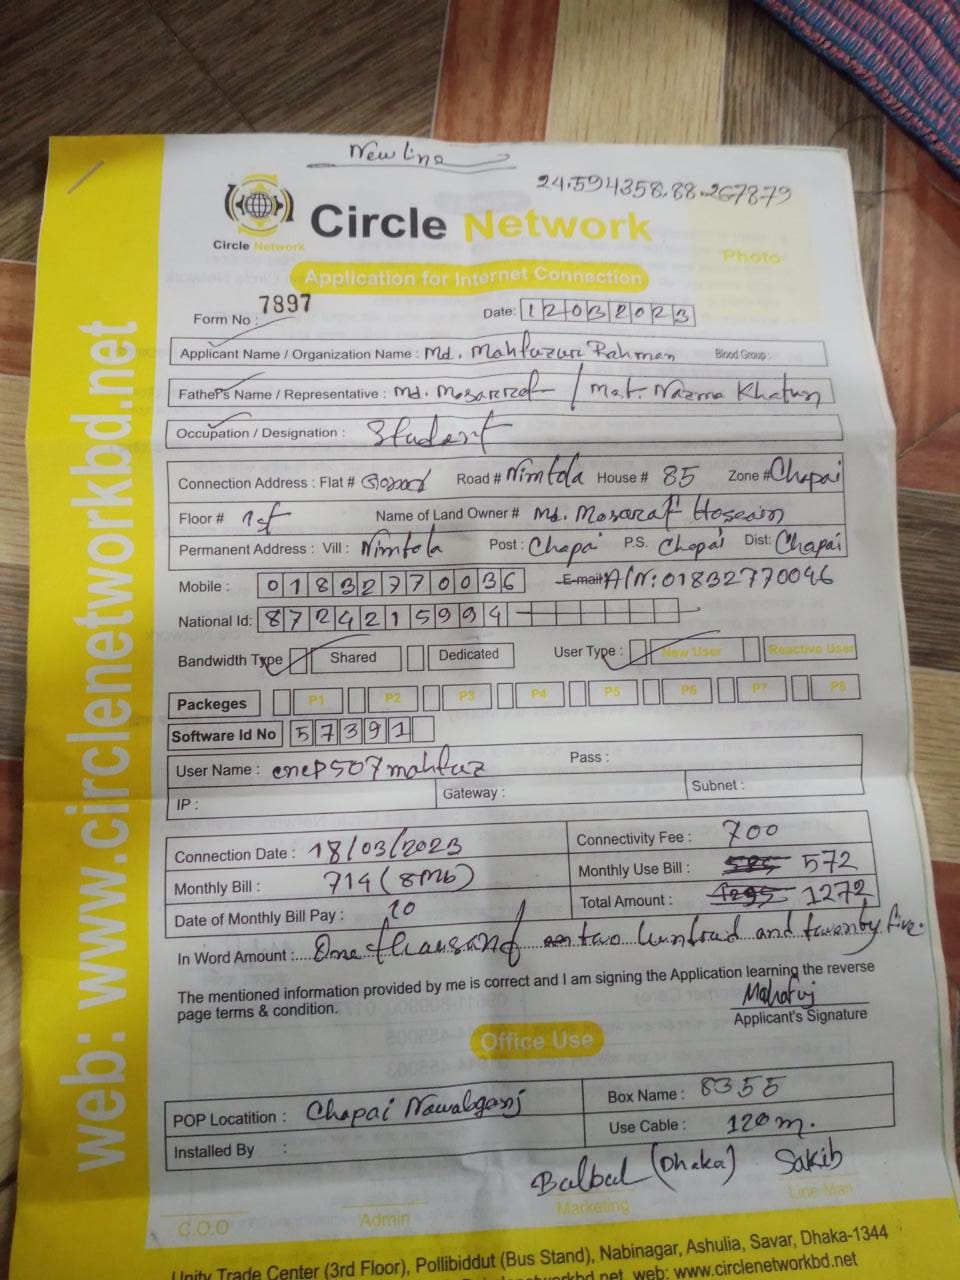 New Line
24.594358.88.267879
Circle Network
Circle Network
Photo
Application for Internet Connection
Form No : 7897
Date: 12032023
Applicant Name / Organization Name : Md. Mahfuzur Rahman Blood Group :
Father's Name / Representative : Md. Mosarrof / Mst. Nazma Khatun
Occupation / Designation : Student
Connection Address : Flat # Road # Nimtola House # 85 Zone # Chapai
Floor # 1st Name of Land Owner # Md. Mosaraf Hossain
Permanent Address : Vill : Nimtola Post : Chapai P.S. Chapai Dist: Chapai
Mobile : 01832770036 E-mail A/N: 01832770046
National Id: 8724215994
Bandwidth Type Shared Dedicated User Type : New User Reactive User
Packeges P1 P2 P3 P4 P5 P6 P7 P8
Software Id No 57391
User Name : cncp507mahfuz Pass :
IP : Gateway : Subnet :
Connection Date : 18/03/2023 Connectivity Fee : 700
Monthly Bill : 714 (8Mb) Monthly Use Bill : 572
Date of Monthly Bill Pay : 10 Total Amount : 1295 1272
In Word Amount : One thousand two hundraid and twenty five.
The mentioned information provided by me is correct and I am signing the Application learning the reverse
page terms & condition.
Mahafuj
Applicant's Signature
Office Use
POP Locatition : Chapai Nawabganj Box Name : 8355
Installed By : Use Cable : 120m.
Bulbul (Dhaka) Sakib
C.O.O Admin Marketing Line Man
Unity Trade Center (3rd Floor), Pollibiddut (Bus Stand), Nabinagar, Ashulia, Savar, Dhaka-1344
web: www.circlenetworkbd.net
web: www.circlenetworkbd.net